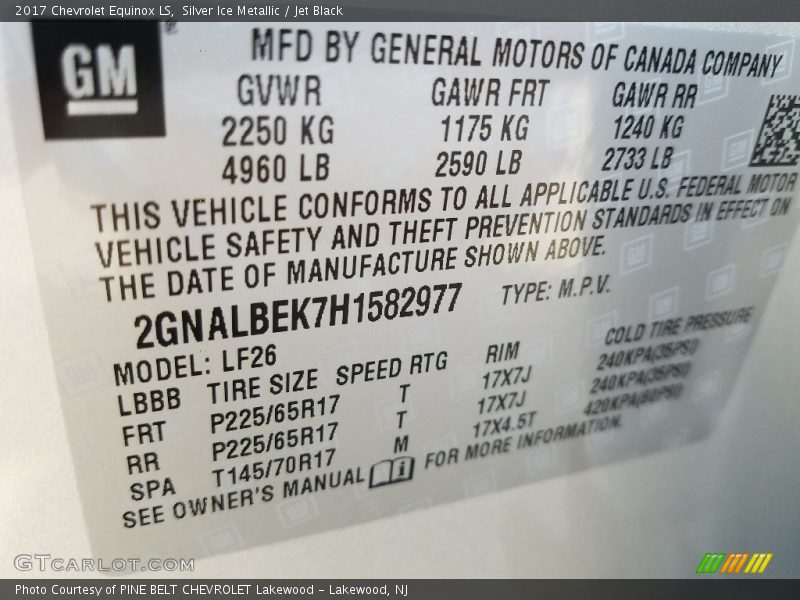 2017 Chevrolet Equinox LS, Silver Ice Metallic / Jet Black
GM
®
MFD BY GENERAL MOTORS OF CANADA COMPANY
GVWR GAWR FRT GAWR RR
2250 KG 1175 KG 1240 KG
4960 LB 2590 LB 2733 LB
THIS VEHICLE CONFORMS TO ALL APPLICABLE U.S. FEDERAL MOTOR
VEHICLE SAFETY AND THEFT PREVENTION STANDARDS IN EFFECT ON
THE DATE OF MANUFACTURE SHOWN ABOVE.
2GNALBEK7H1582977 TYPE: M.P.V.
MODEL: LF26
LBBB TIRE SIZE SPEED RTG RIM COLD TIRE PRESSURE
FRT P225/65R17 T 17X7J 240KPA(35PSI)
RR P225/65R17 T 17X7J 240KPA(35PSI)
SPA T145/70R17 M 17X4.5T 420KPA(60PSI)
SEE OWNER'S MANUAL FOR MORE INFORMATION.
GTCARLOT.COM
Photo Courtesy of PINE BELT CHEVROLET Lakewood - Lakewood, NJ